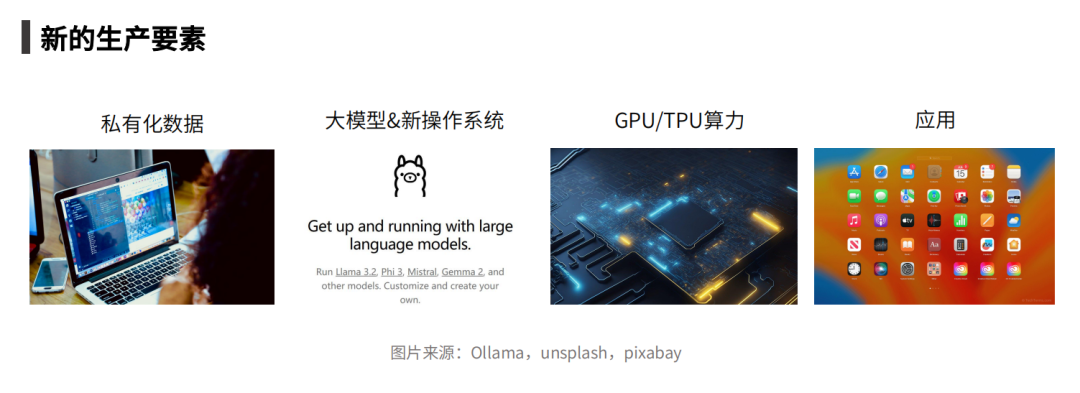 新的生产要素
私有化数据
大模型&新操作系统
GPU/TPU算力
应用
Get up and running with large
language models.
Run Llama 3.2, Phi 3, Mistral, Gemma 2, and
other models. Customize and create your
own.
图片来源：Ollama，unsplash，pixabay